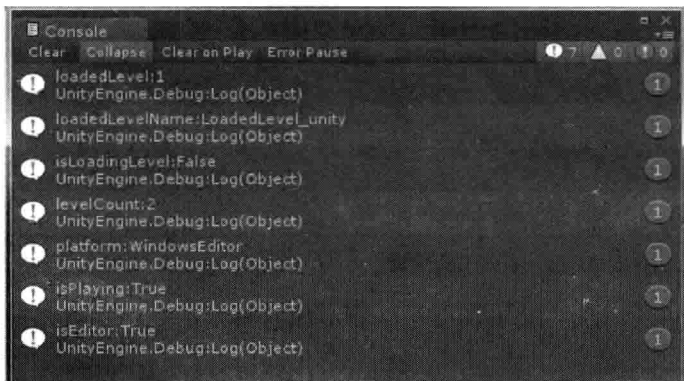 Console
Clear Collapse Clear on Play Error Pause 7 0 0
loadedLevel:1
UnityEngine.Debug:Log(Object)
1
loadedLevelName:LoadedLevel_unity
UnityEngine.Debug:Log(Object)
1
isLoadingLevel:False
UnityEngine.Debug:Log(Object)
1
levelCount:2
UnityEngine.Debug:Log(Object)
1
platform:WindowsEditor
UnityEngine.Debug:Log(Object)
1
isPlaying:True
UnityEngine.Debug:Log(Object)
1
isEditor:True
UnityEngine.Debug:Log(Object)
1